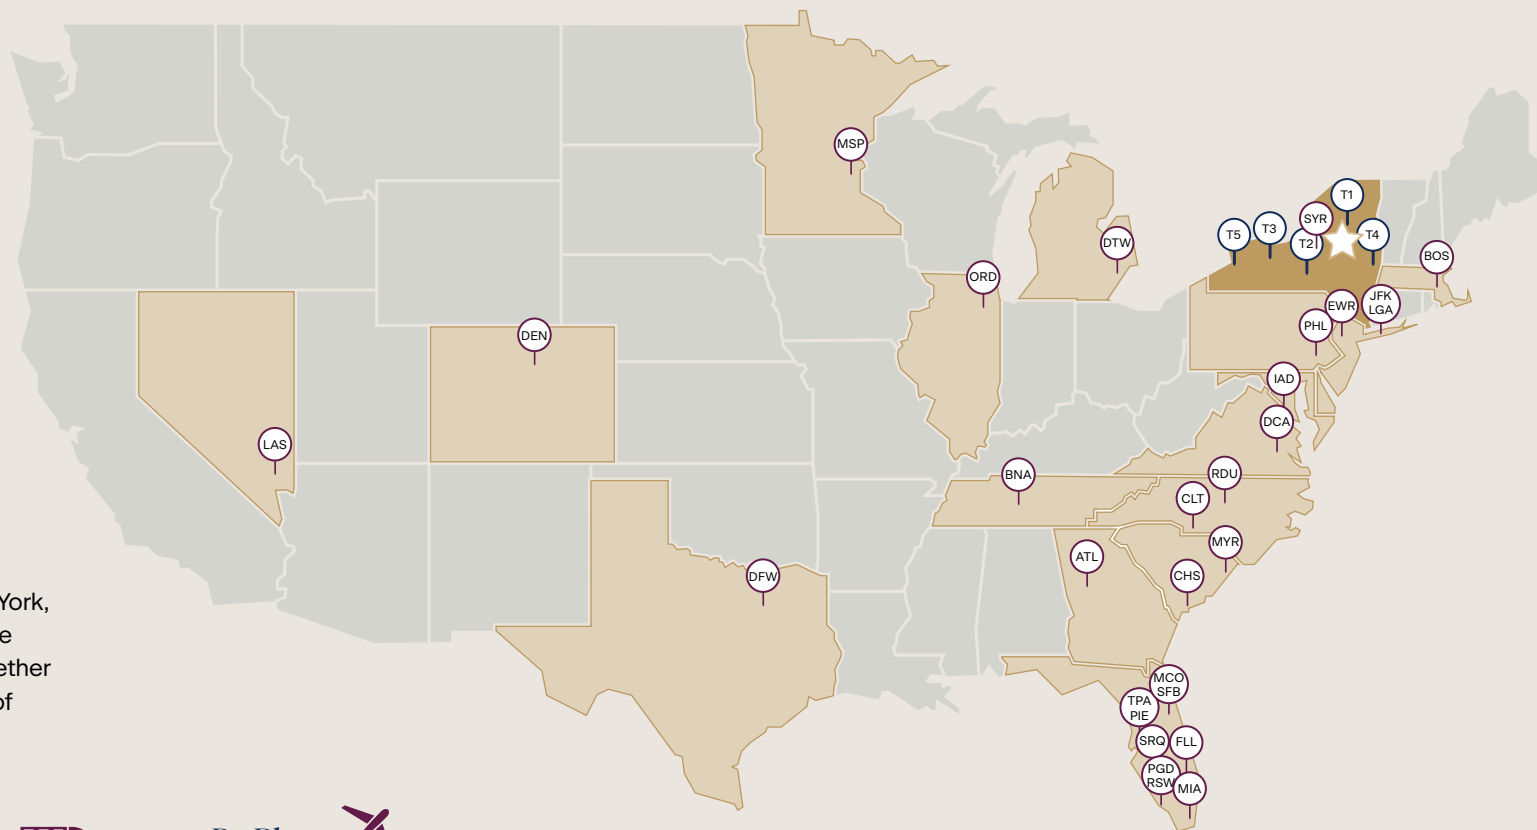 MSP
T1
SYR
T5
T3
T2
T4
DTW
BOS
ORD
EWR
JFK
LGA
PHL
DEN
IAD
DCA
LAS
BNA
RDU
CLT
MYR
ATL
CHS
DFW
York,
e
ether
of
MCO
SFB
TPA
PIE
SRQ
FLL
PGD
RSW
MIA